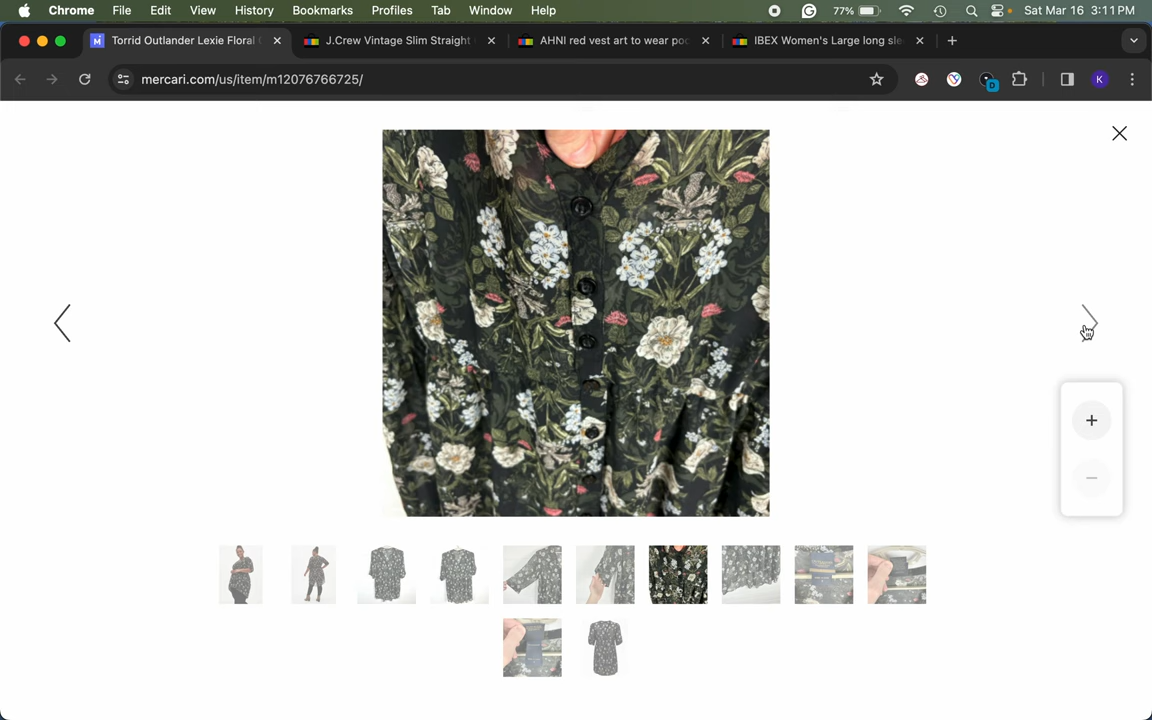 Chrome File Edit View History Bookmarks Profiles Tab Window Help 77% Sat Mar 16 3:11 PM
Torrid Outlander Lexie Floral J.Crew Vintage Slim Straight AHNI red vest art to wear poc IBEX Women's Large long sle
mercari.com/us/item/m12076766725/ D K